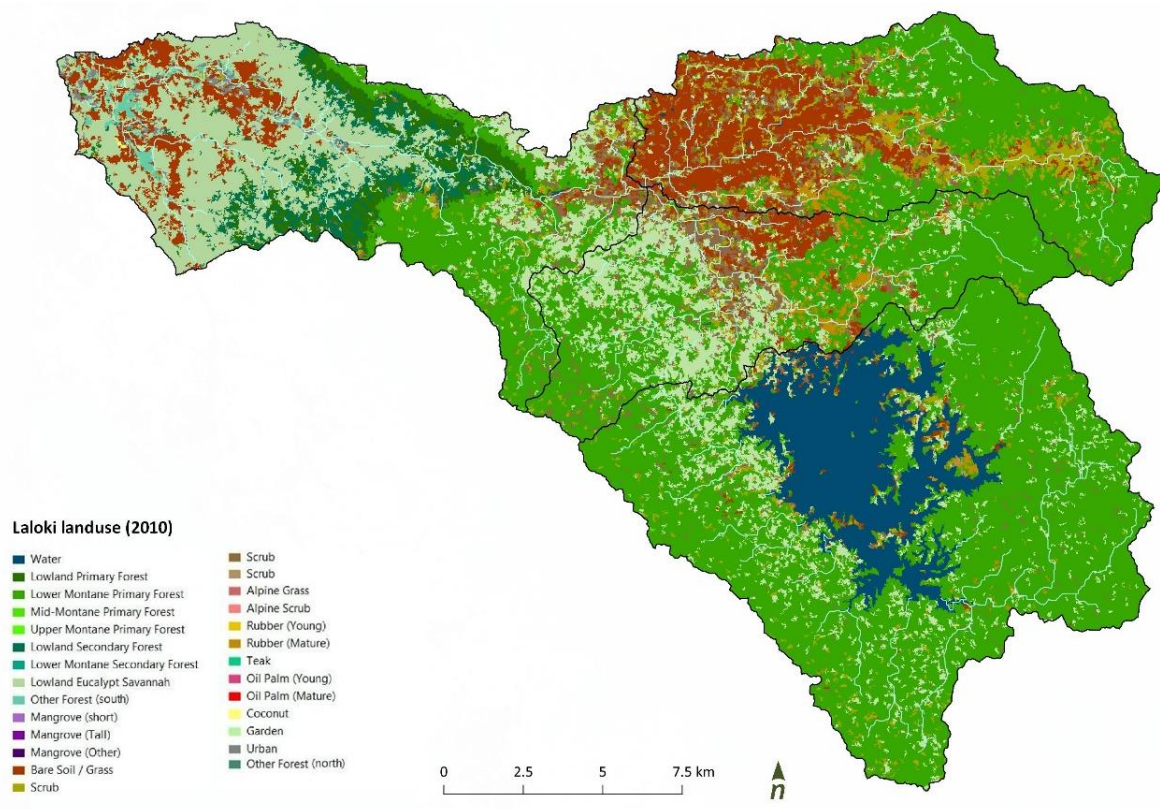 Laloki landuse (2010)
Water
Lowland Primary Forest
Lower Montane Primary Forest
Mid-Montane Primary Forest
Upper Montane Primary Forest
Lowland Secondary Forest
Lower Montane Secondary Forest
Lowland Eucalypt Savannah
Other Forest (south)
Mangrove (short)
Mangrove (Tall)
Mangrove (Other)
Bare Soil / Grass
Scrub
Scrub
Scrub
Alpine Grass
Alpine Scrub
Rubber (Young)
Rubber (Mature)
Teak
Oil Palm (Young)
Oil Palm (Mature)
Coconut
Garden
Urban
Other Forest (north)
0 2.5 5 7.5 km
n